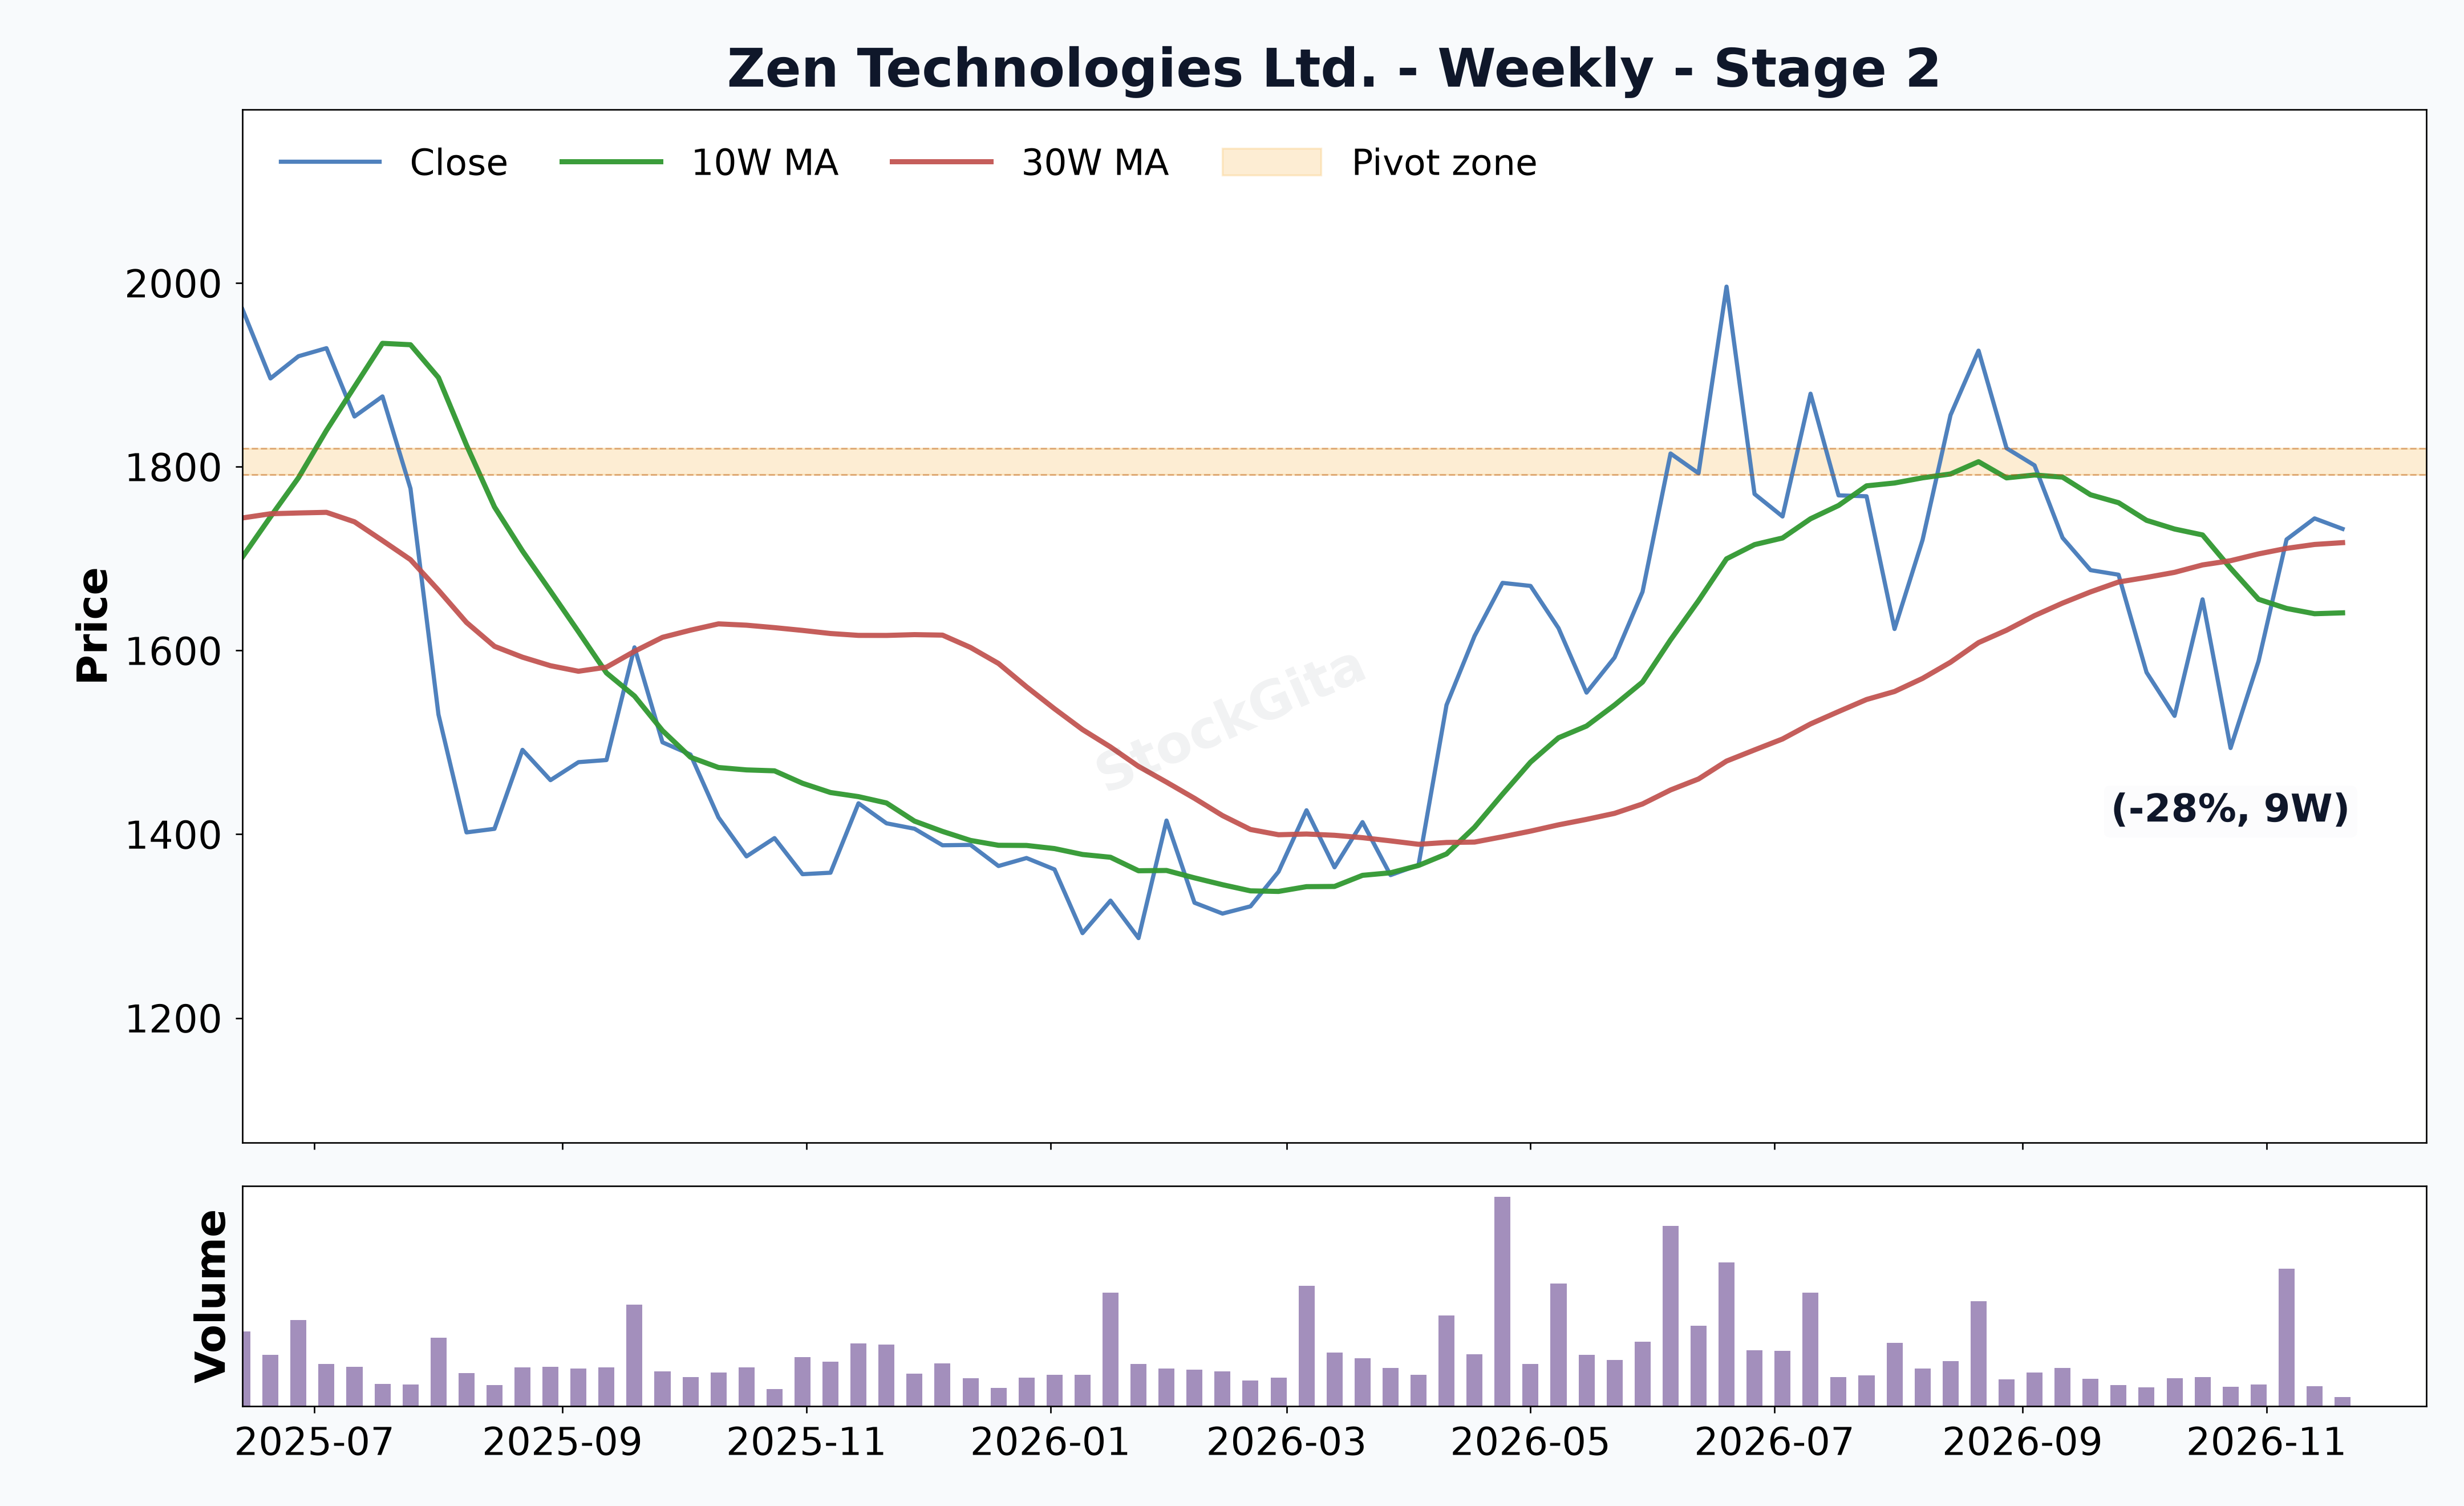 Zen Technologies Ltd. - Weekly - Stage 2
Close 10W MA 30W MA Pivot zone
2000
1800
1600
1400
1200
Price
StockGita
(-28%, 9W)
Volume
2025-07 2025-09 2025-11 2026-01 2026-03 2026-05 2026-07 2026-09 2026-11